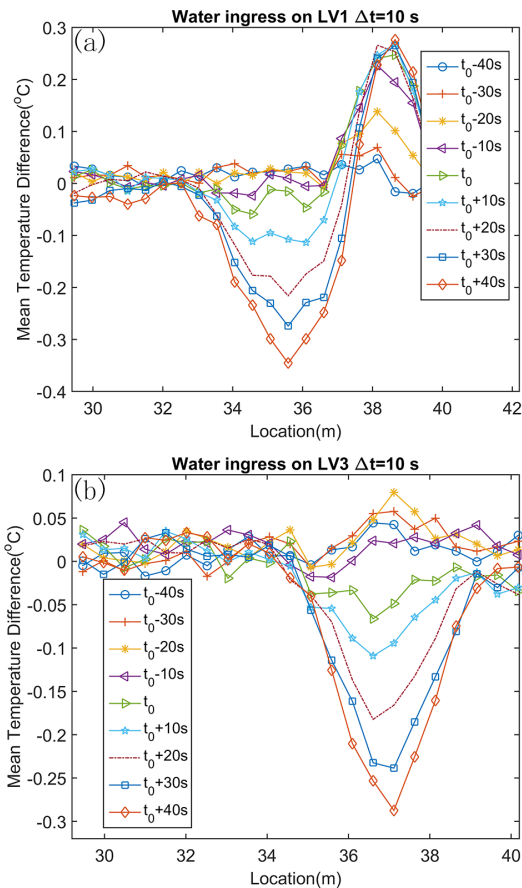 Water ingress on LV1 Δt=10 s
(a)
Mean Temperature Difference(°C)
0.3
0.2
0.1
0
-0.1
-0.2
-0.3
-0.4
t0-40s
t0-30s
t0-20s
t0-10s
t0
t0+10s
t0+20s
t0+30s
t0+40s
30 32 34 36 38 40 42
Location(m)
Water ingress on LV3 Δt=10 s
(b)
Mean Temperature Difference(°C)
0.1
0.05
0
-0.05
-0.1
-0.15
-0.2
-0.25
-0.3
t0-40s
t0-30s
t0-20s
t0-10s
t0
t0+10s
t0+20s
t0+30s
t0+40s
30 32 34 36 38 40
Location(m)